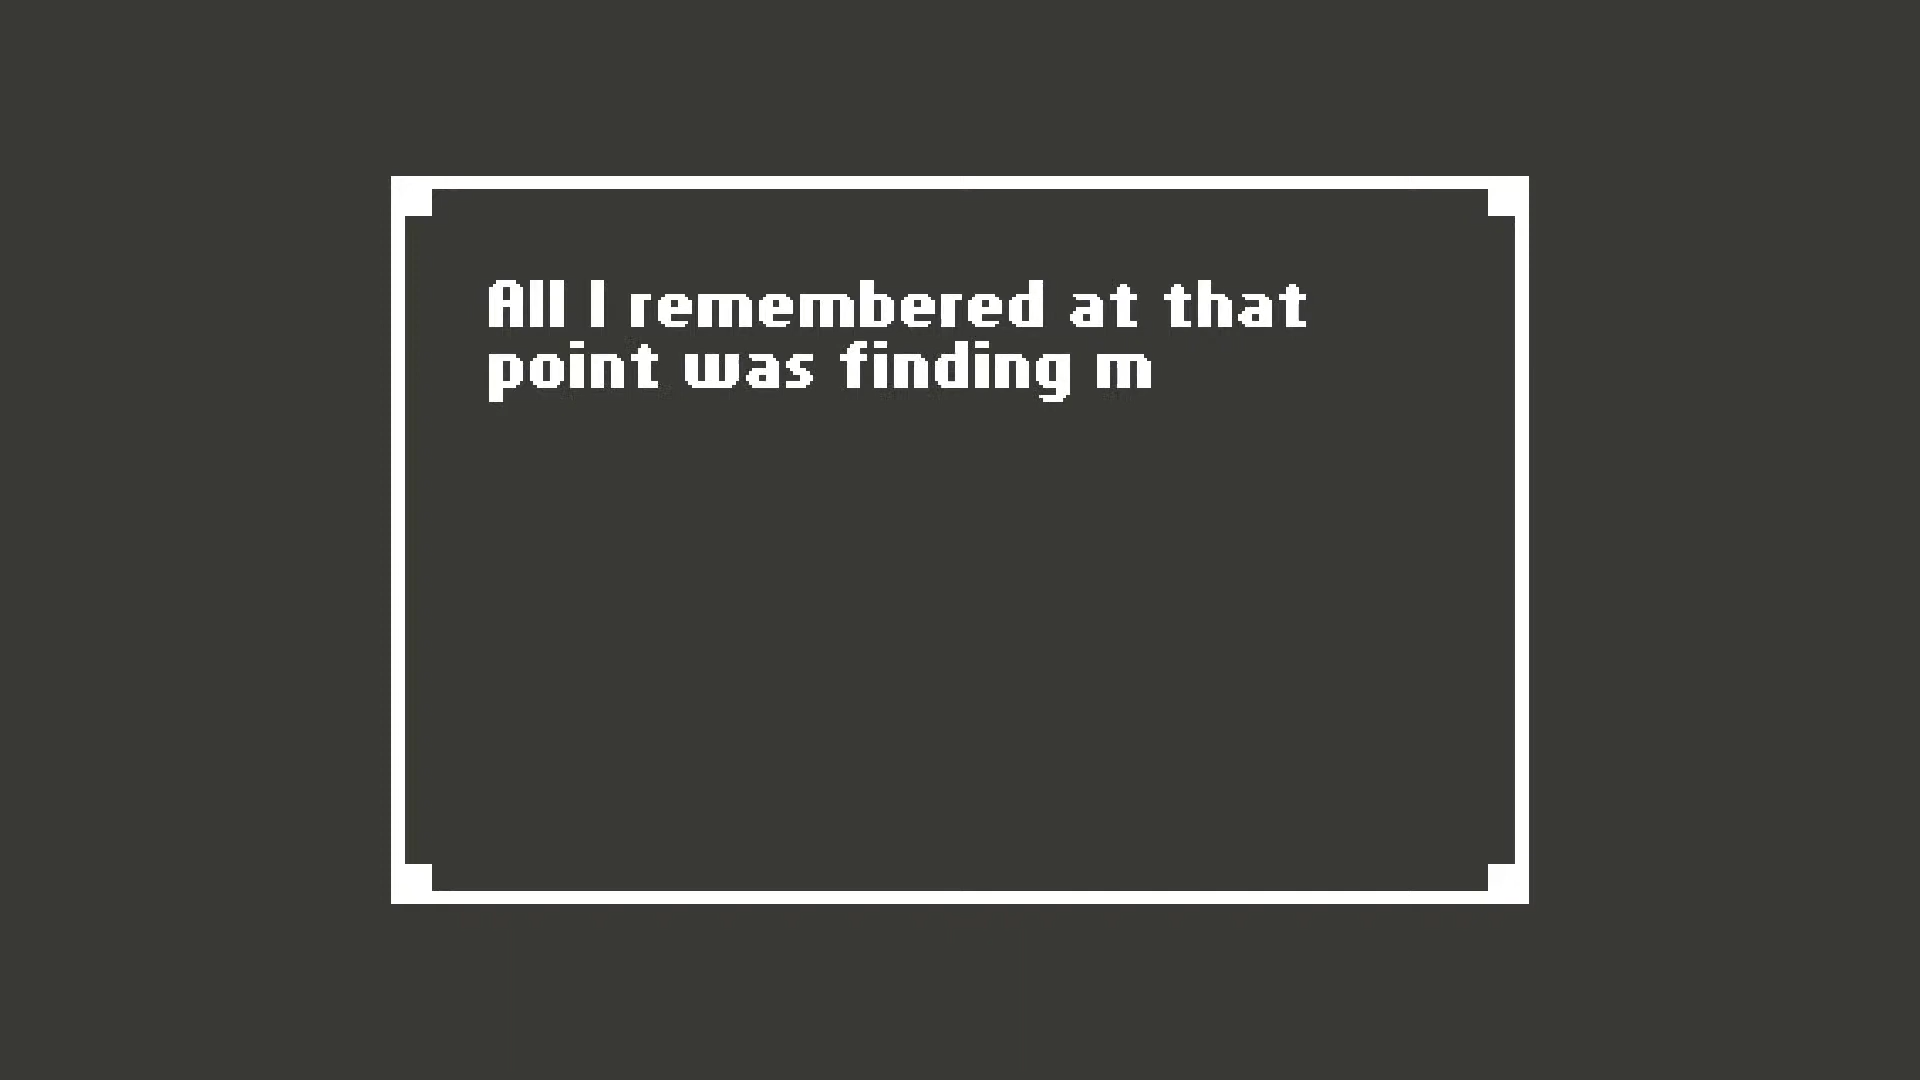 All I remembered at that
point was finding m